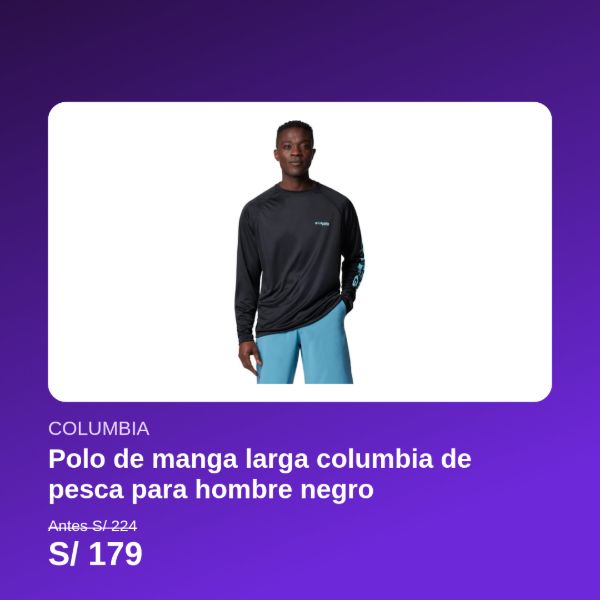 COLUMBIA
Polo de manga larga columbia de
pesca para hombre negro
Antes S/ 224
S/ 179